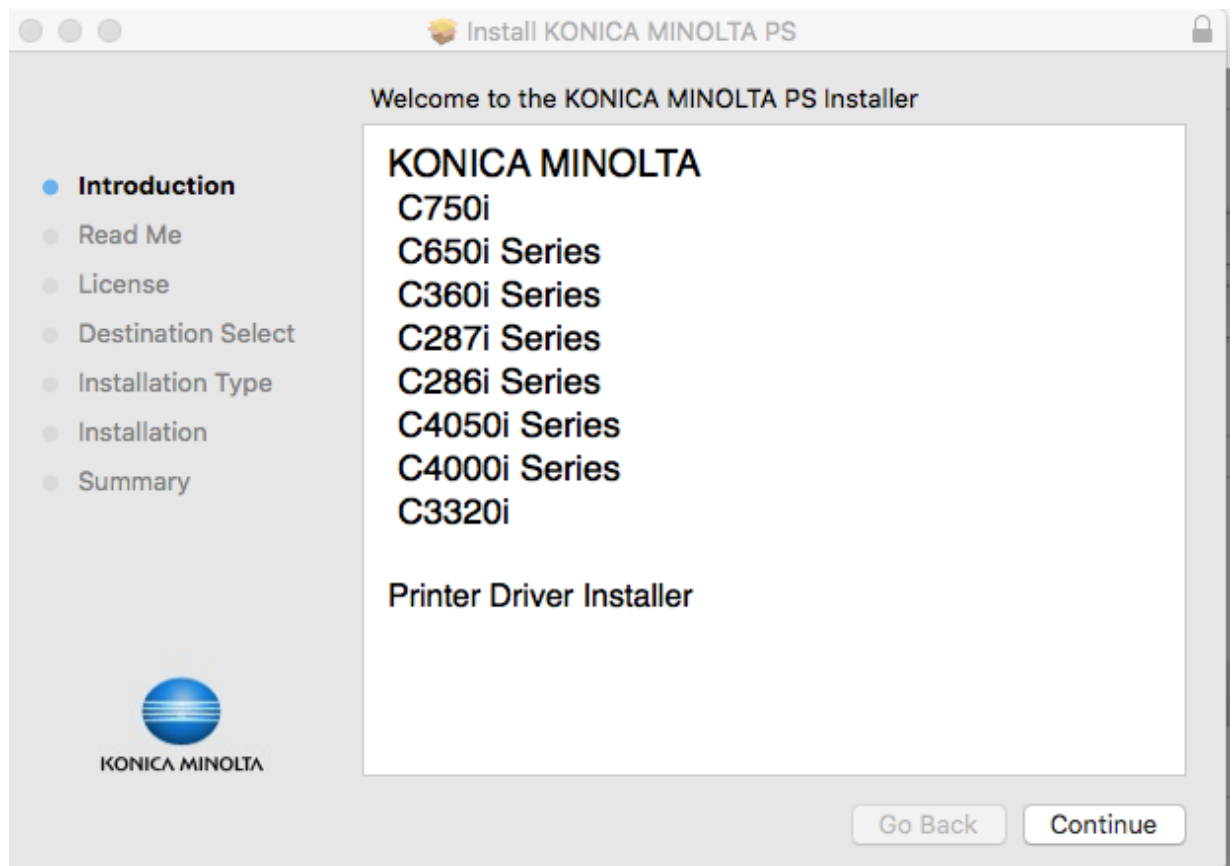 Install KONICA MINOLTA PS
Welcome to the KONICA MINOLTA PS Installer
Introduction
Read Me
License
Destination Select
Installation Type
Installation
Summary
KONICA MINOLTA
KONICA MINOLTA
C750i
C650i Series
C360i Series
C287i Series
C286i Series
C4050i Series
C4000i Series
C3320i
Printer Driver Installer
Go Back
Continue